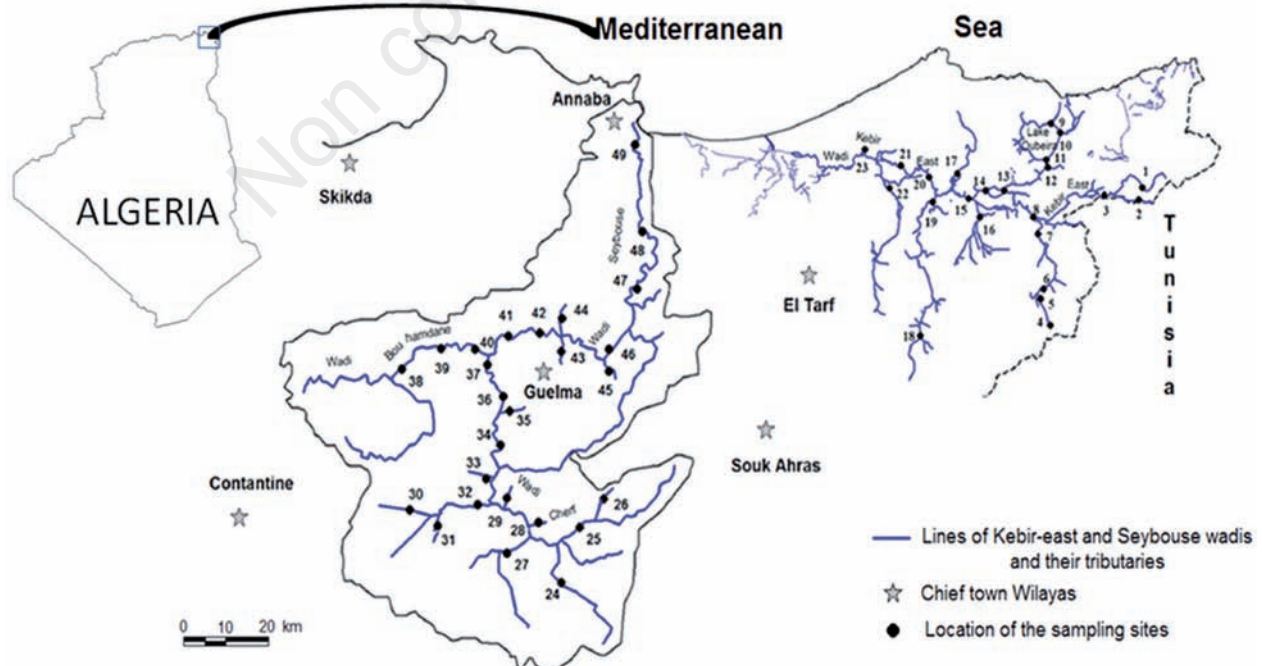 Mediterranean
Sea
Non co
ALGERIA
Annaba
Skikda
49
Seybouse
48
47
Wadi
Kebir
East
23
21
22
20
19
18
17
15
14
13
16
Lake
Oubeira
9
10
11
12
East
Kebir
8
7
6
5
4
3
2
1
Tunisia
El Tarf
Wadi
Bou hamdane
38
39
40
41
42
44
43
Wadi
46
45
37
Guelma
36
35
34
33
Wadi
Cherf
32
30
31
29
28
27
26
25
24
Contantine
Souk Ahras
Lines of Kebir-east and Seybouse wadis
and their tributaries
Chief town Wilayas
Location of the sampling sites
0 10 20 km